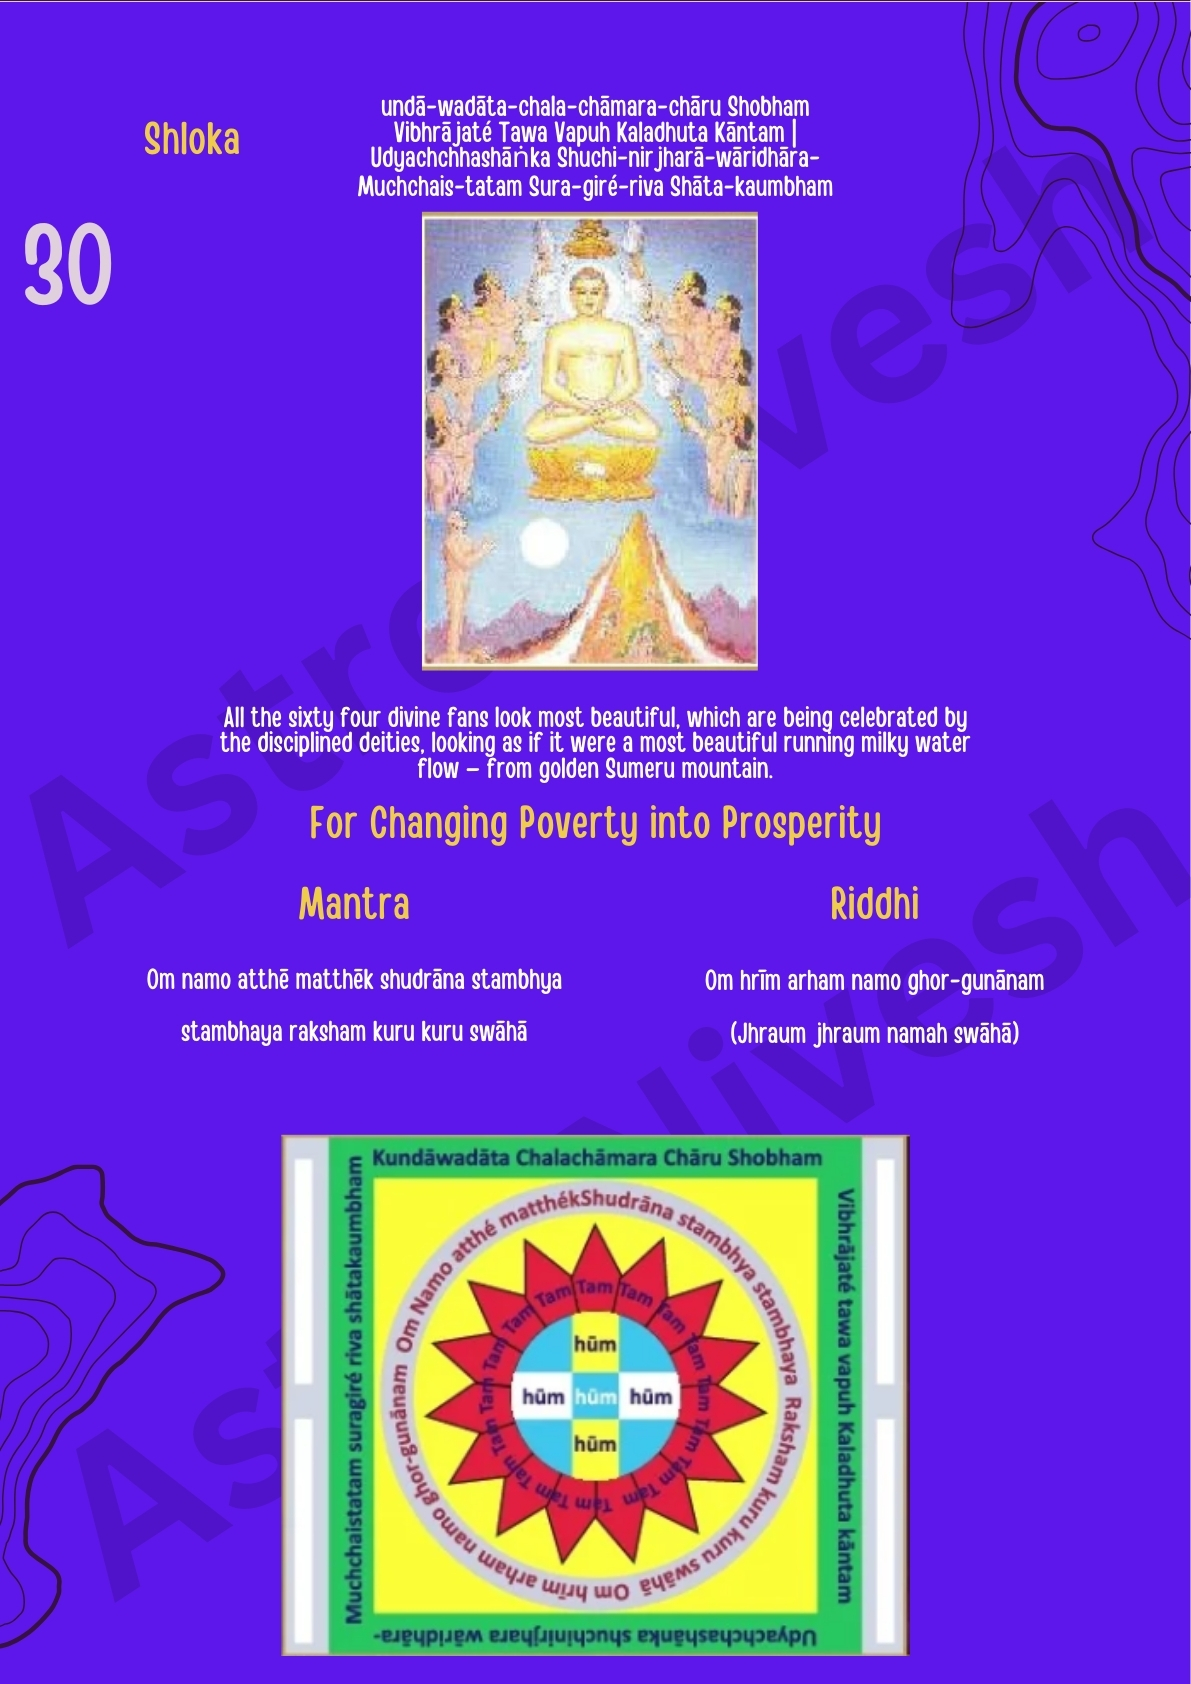 Shloka
30
undā-wadāta-chala-chāmara-chāru Shobham
Vibhrājaté Tawa Vapuh Kaladhuta Kāntam |
Udyachchhashāṅka Shuchi-nirjharā-wāridhāra-
Muchchais-tatam Sura-giré-riva Shāta-kaumbham
All the sixty four divine fans look most beautiful, which are being celebrated by
the disciplined deities, looking as if it were a most beautiful running milky water
flow – from golden Sumeru mountain.
For Changing Poverty into Prosperity
Mantra
Om namo atthē matthēk shudrāna stambhya
stambhaya raksham kuru kuru swāhā
Riddhi
Om hrīm arham namo ghor-gunānam
(Jhraum jhraum namah swāhā)
Kundāwadāta Chalachāmara Chāru Shobham
Vibhrājaté tawa vapuh Kaladhuta kāntam
Udyachchashānka shuchinirjhara wāridhāra-
Muchchaistatam suragiré riva shātakaumbham
Om Namo atthé matthékShudrāna stambhya stambhaya Raksham kuru kuru swāhā Om hrīm arham namo ghor-gunānam
Tam Tam Tam Tam Tam Tam Tam Tam Tam Tam Tam Tam Tam Tam Tam
hūm
hūm hūm hūm
hūm
Nivesh